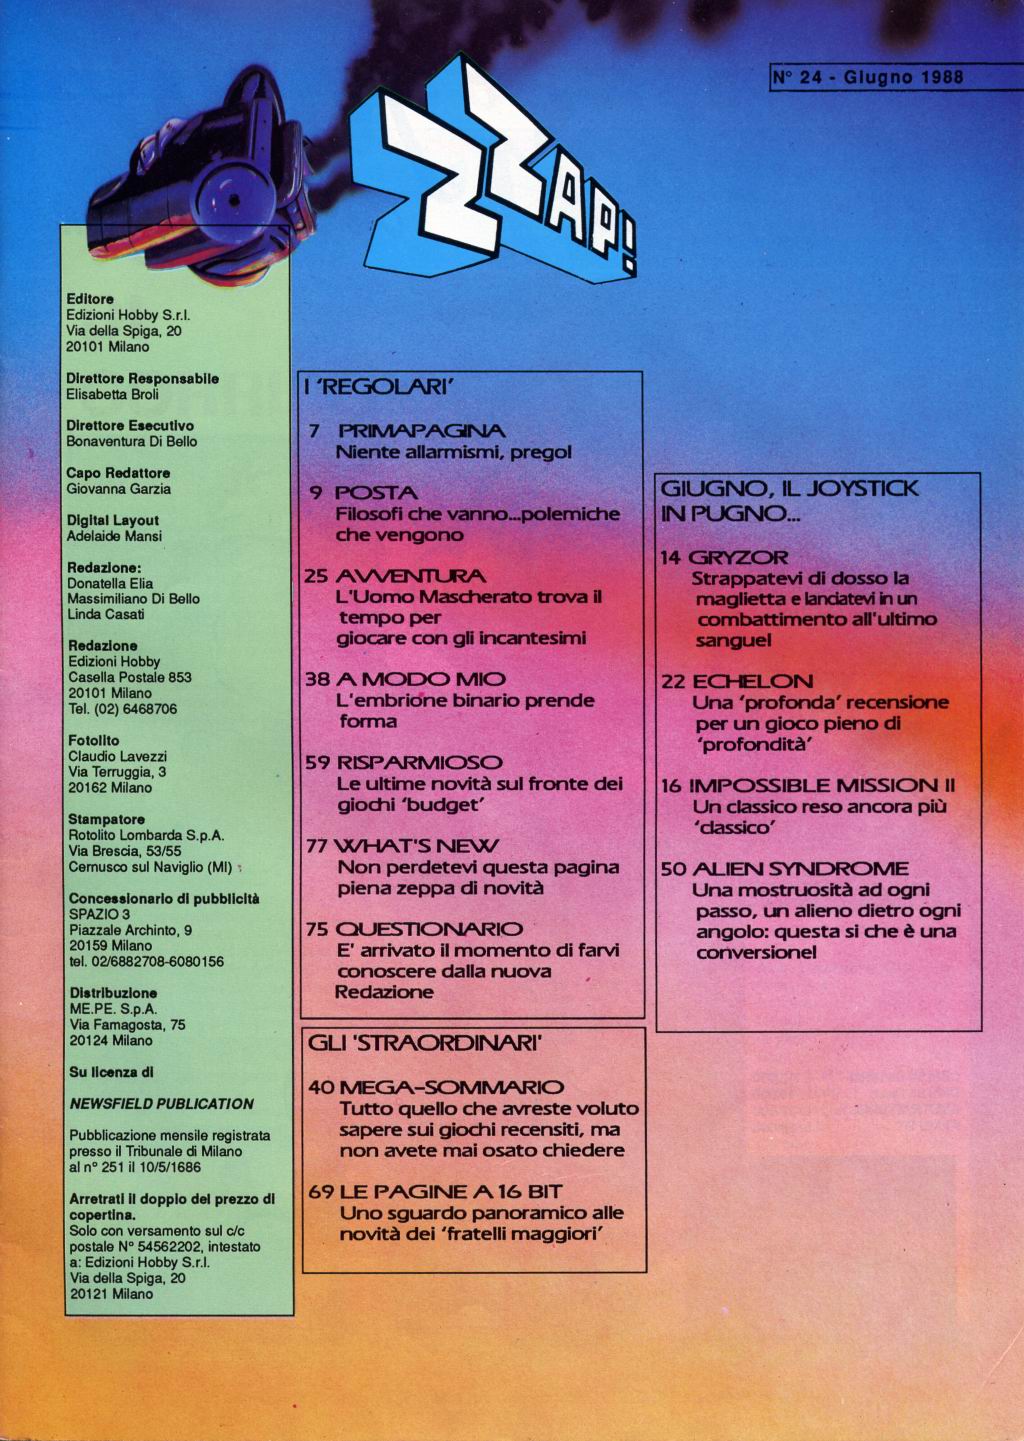 N° 24 - Giugno 1988
ZZAP!
Editore
Edizioni Hobby S.r.l.
Via della Spiga, 20
20101 Milano
Direttore Responsabile
Elisabetta Broli
Direttore Esecutivo
Bonaventura Di Bello
Capo Redattore
Giovanna Garzia
Digital Layout
Adelaide Mansi
Redazione:
Donatella Elia
Massimiliano Di Bello
Linda Casati
Redazione
Edizioni Hobby
Casella Postale 853
20101 Milano
Tel. (02) 6468706
Fotolito
Claudio Lavezzi
Via Terruggia, 3
20162 Milano
Stampatore
Rotolito Lombarda S.p.A.
Via Brescia, 53/55
Cernusco sul Naviglio (MI)
Concessionario di pubblicità
SPAZIO 3
Piazzale Archinto, 9
20159 Milano
tel. 02/6882708-6080156
Distribuzione
ME.PE. S.p.A.
Via Famagosta, 75
20124 Milano
Su licenza di
NEWSFIELD PUBLICATION
Pubblicazione mensile registrata
presso il Tribunale di Milano
al n° 251 il 10/5/1686
Arretrati il doppio del prezzo di
copertina.
Solo con versamento sul c/c
postale N° 54562202, intestato
a: Edizioni Hobby S.r.l.
Via della Spiga, 20
20121 Milano
I 'REGOLARI'
7 PRIMAPAGINA
Niente allarmismi, prego!
9 POSTA
Filosofi che vanno...polemiche
che vengono
25 AVVENTURA
L'Uomo Mascherato trova il
tempo per
giocare con gli incantesimi
38 A MODO MIO
L'embrione binario prende
forma
59 RISPARMIOSO
Le ultime novità sul fronte dei
giochi 'budget'
77 WHAT'S NEW
Non perdetevi questa pagina
piena zeppa di novità
75 QUESTIONARIO
E' arrivato il momento di farvi
conoscere dalla nuova
Redazione
GLI 'STRAORDINARI'
40 MEGA-SOMMARIO
Tutto quello che avreste voluto
sapere sui giochi recensiti, ma
non avete mai osato chiedere
69 LE PAGINE A 16 BIT
Uno sguardo panoramico alle
novità dei 'fratelli maggiori'
GIUGNO, IL JOYSTICK
IN PUGNO...
14 GRYZOR
Strappatevi di dosso la
maglietta e lanciatevi in un
combattimento all'ultimo
sangue!
22 ECHELON
Una 'profonda' recensione
per un gioco pieno di
'profondità'
16 IMPOSSIBLE MISSION II
Un classico reso ancora più
'classico'
50 ALIEN SYNDROME
Una mostruosità ad ogni
passo, un alieno dietro ogni
angolo: questa si che è una
conversione!